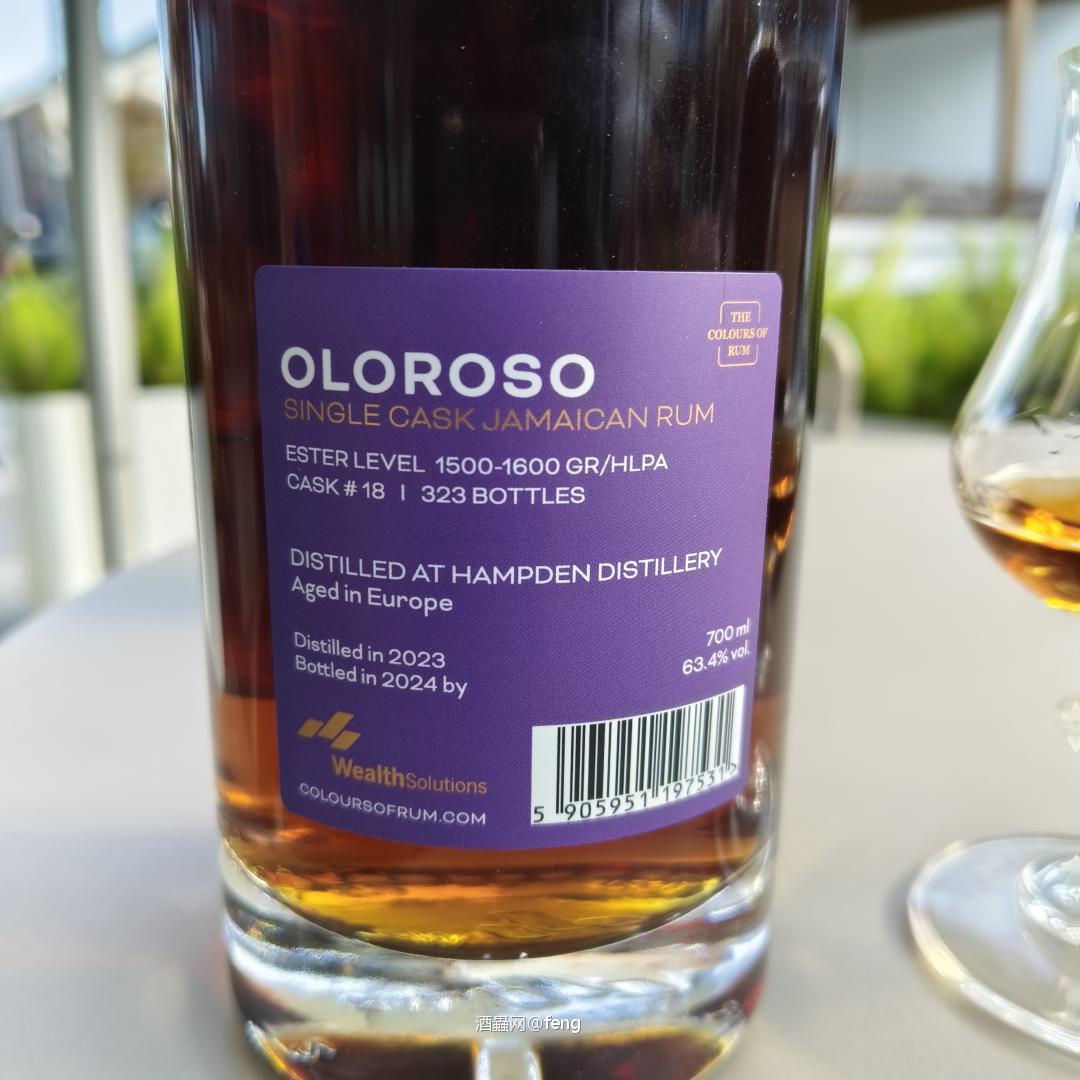 THE
COLOURS OF
RUM
OLOROSO
SINGLE CASK JAMAICAN RUM
ESTER LEVEL 1500-1600 GR/HLPA
CASK # 18 I 323 BOTTLES
DISTILLED AT HAMPDEN DISTILLERY
Aged in Europe
Distilled in 2023
Bottled in 2024 by
700 ml
63.4% vol.
WealthSolutions
COLOURSOFRUM.COM
5 905951 197531 >
酒蟲网@feng